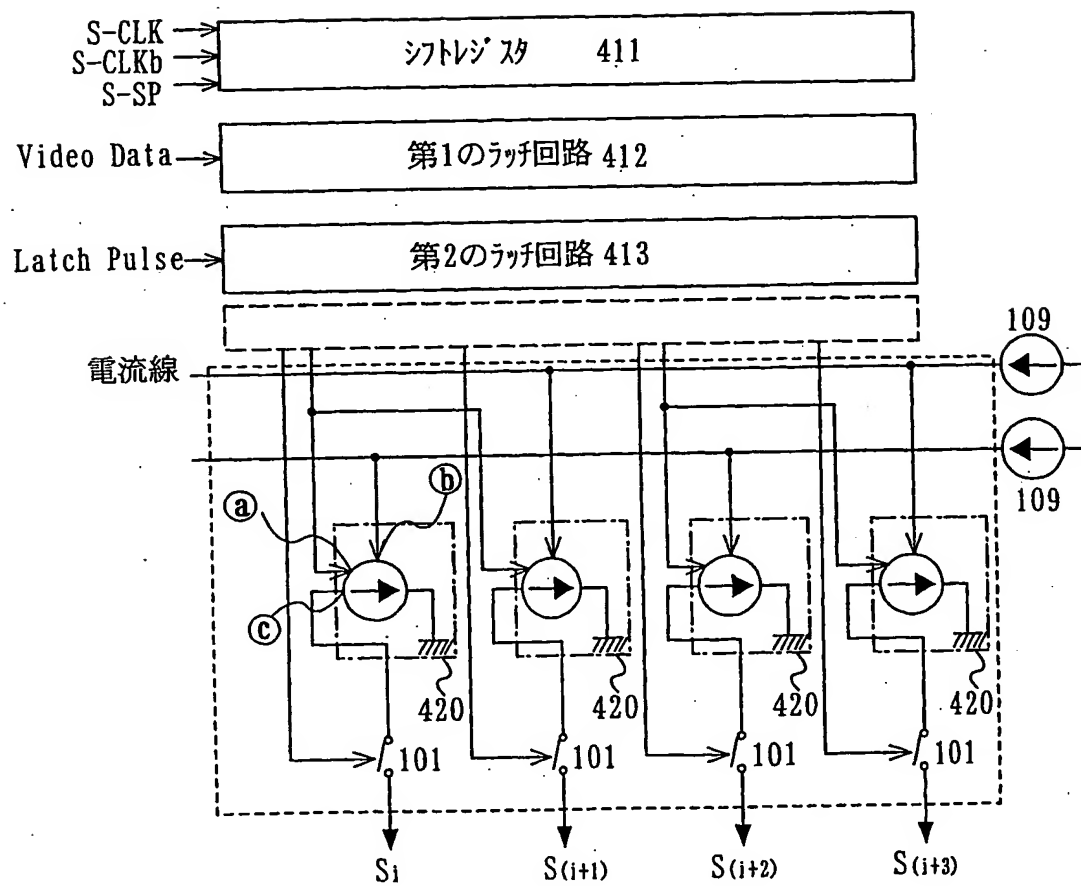 S-CLK
S-CLKb
S-SP
シフトレジスタ 411
Video Data
第1のラッチ回路 412
Latch Pulse
第2のラッチ回路 413
109
電流線
109
ⓐ
ⓑ
ⓒ
420
420
420
420
101
101
101
101
Si
S(i+1)
S(i+2)
S(i+3)